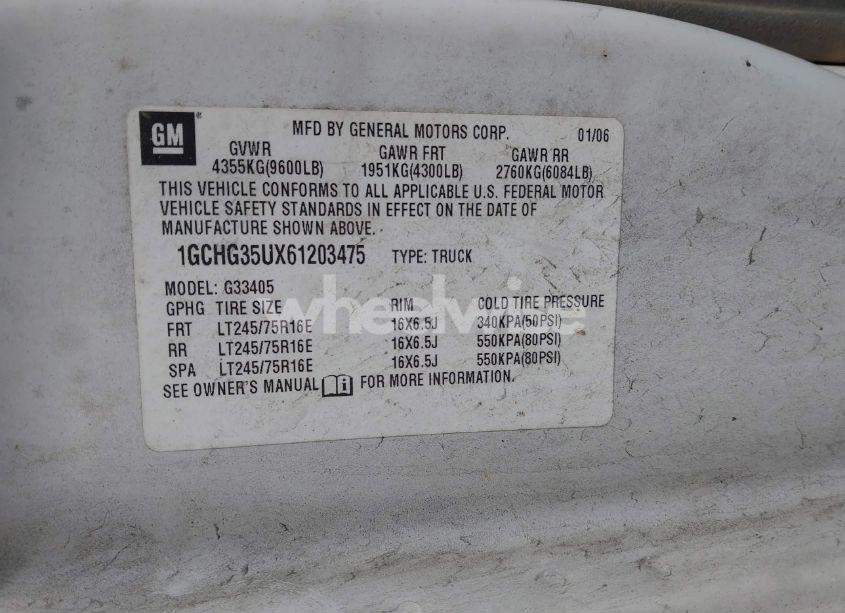 GM
MFD BY GENERAL MOTORS CORP. 01/06
GVWR GAWR FRT GAWR RR
4355KG(9600LB) 1951KG(4300LB) 2760KG(6084LB)
THIS VEHICLE CONFORMS TO ALL APPLICABLE U.S. FEDERAL MOTOR
VEHICLE SAFETY STANDARDS IN EFFECT ON THE DATE OF
MANUFACTURE SHOWN ABOVE.
1GCHG35UX61203475 TYPE: TRUCK
MODEL: G33405
GPHG TIRE SIZE RIM COLD TIRE PRESSURE
FRT LT245/75R16E 16X6.5J 340KPA(50PSI)
RR LT245/75R16E 16X6.5J 550KPA(80PSI)
SPA LT245/75R16E 16X6.5J 550KPA(80PSI)
SEE OWNER'S MANUAL FOR MORE INFORMATION.